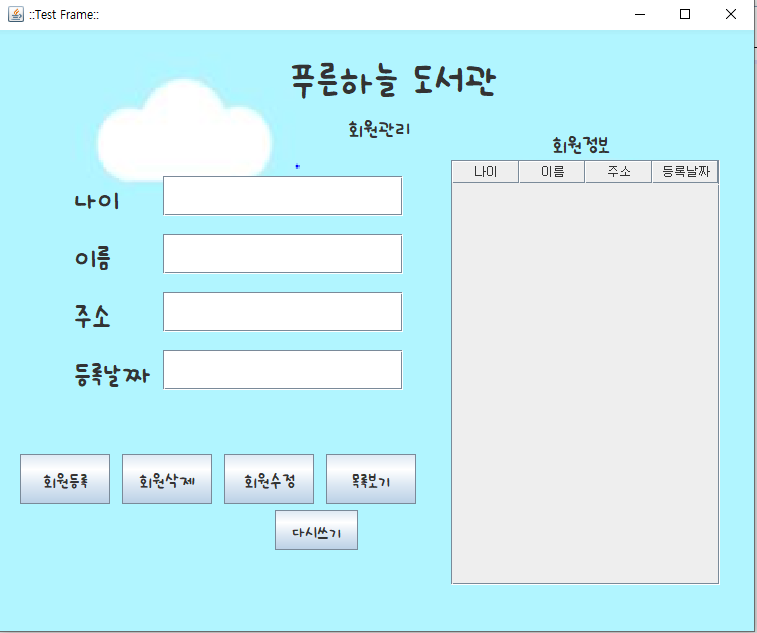 ::Test Frame::
푸른하늘 도서관
회원관리
회원정보
나이 이름 주소 등록날짜
나이
이름
주소
등록날짜
회원등록 회원삭제 회원수정 목록보기
다시쓰기